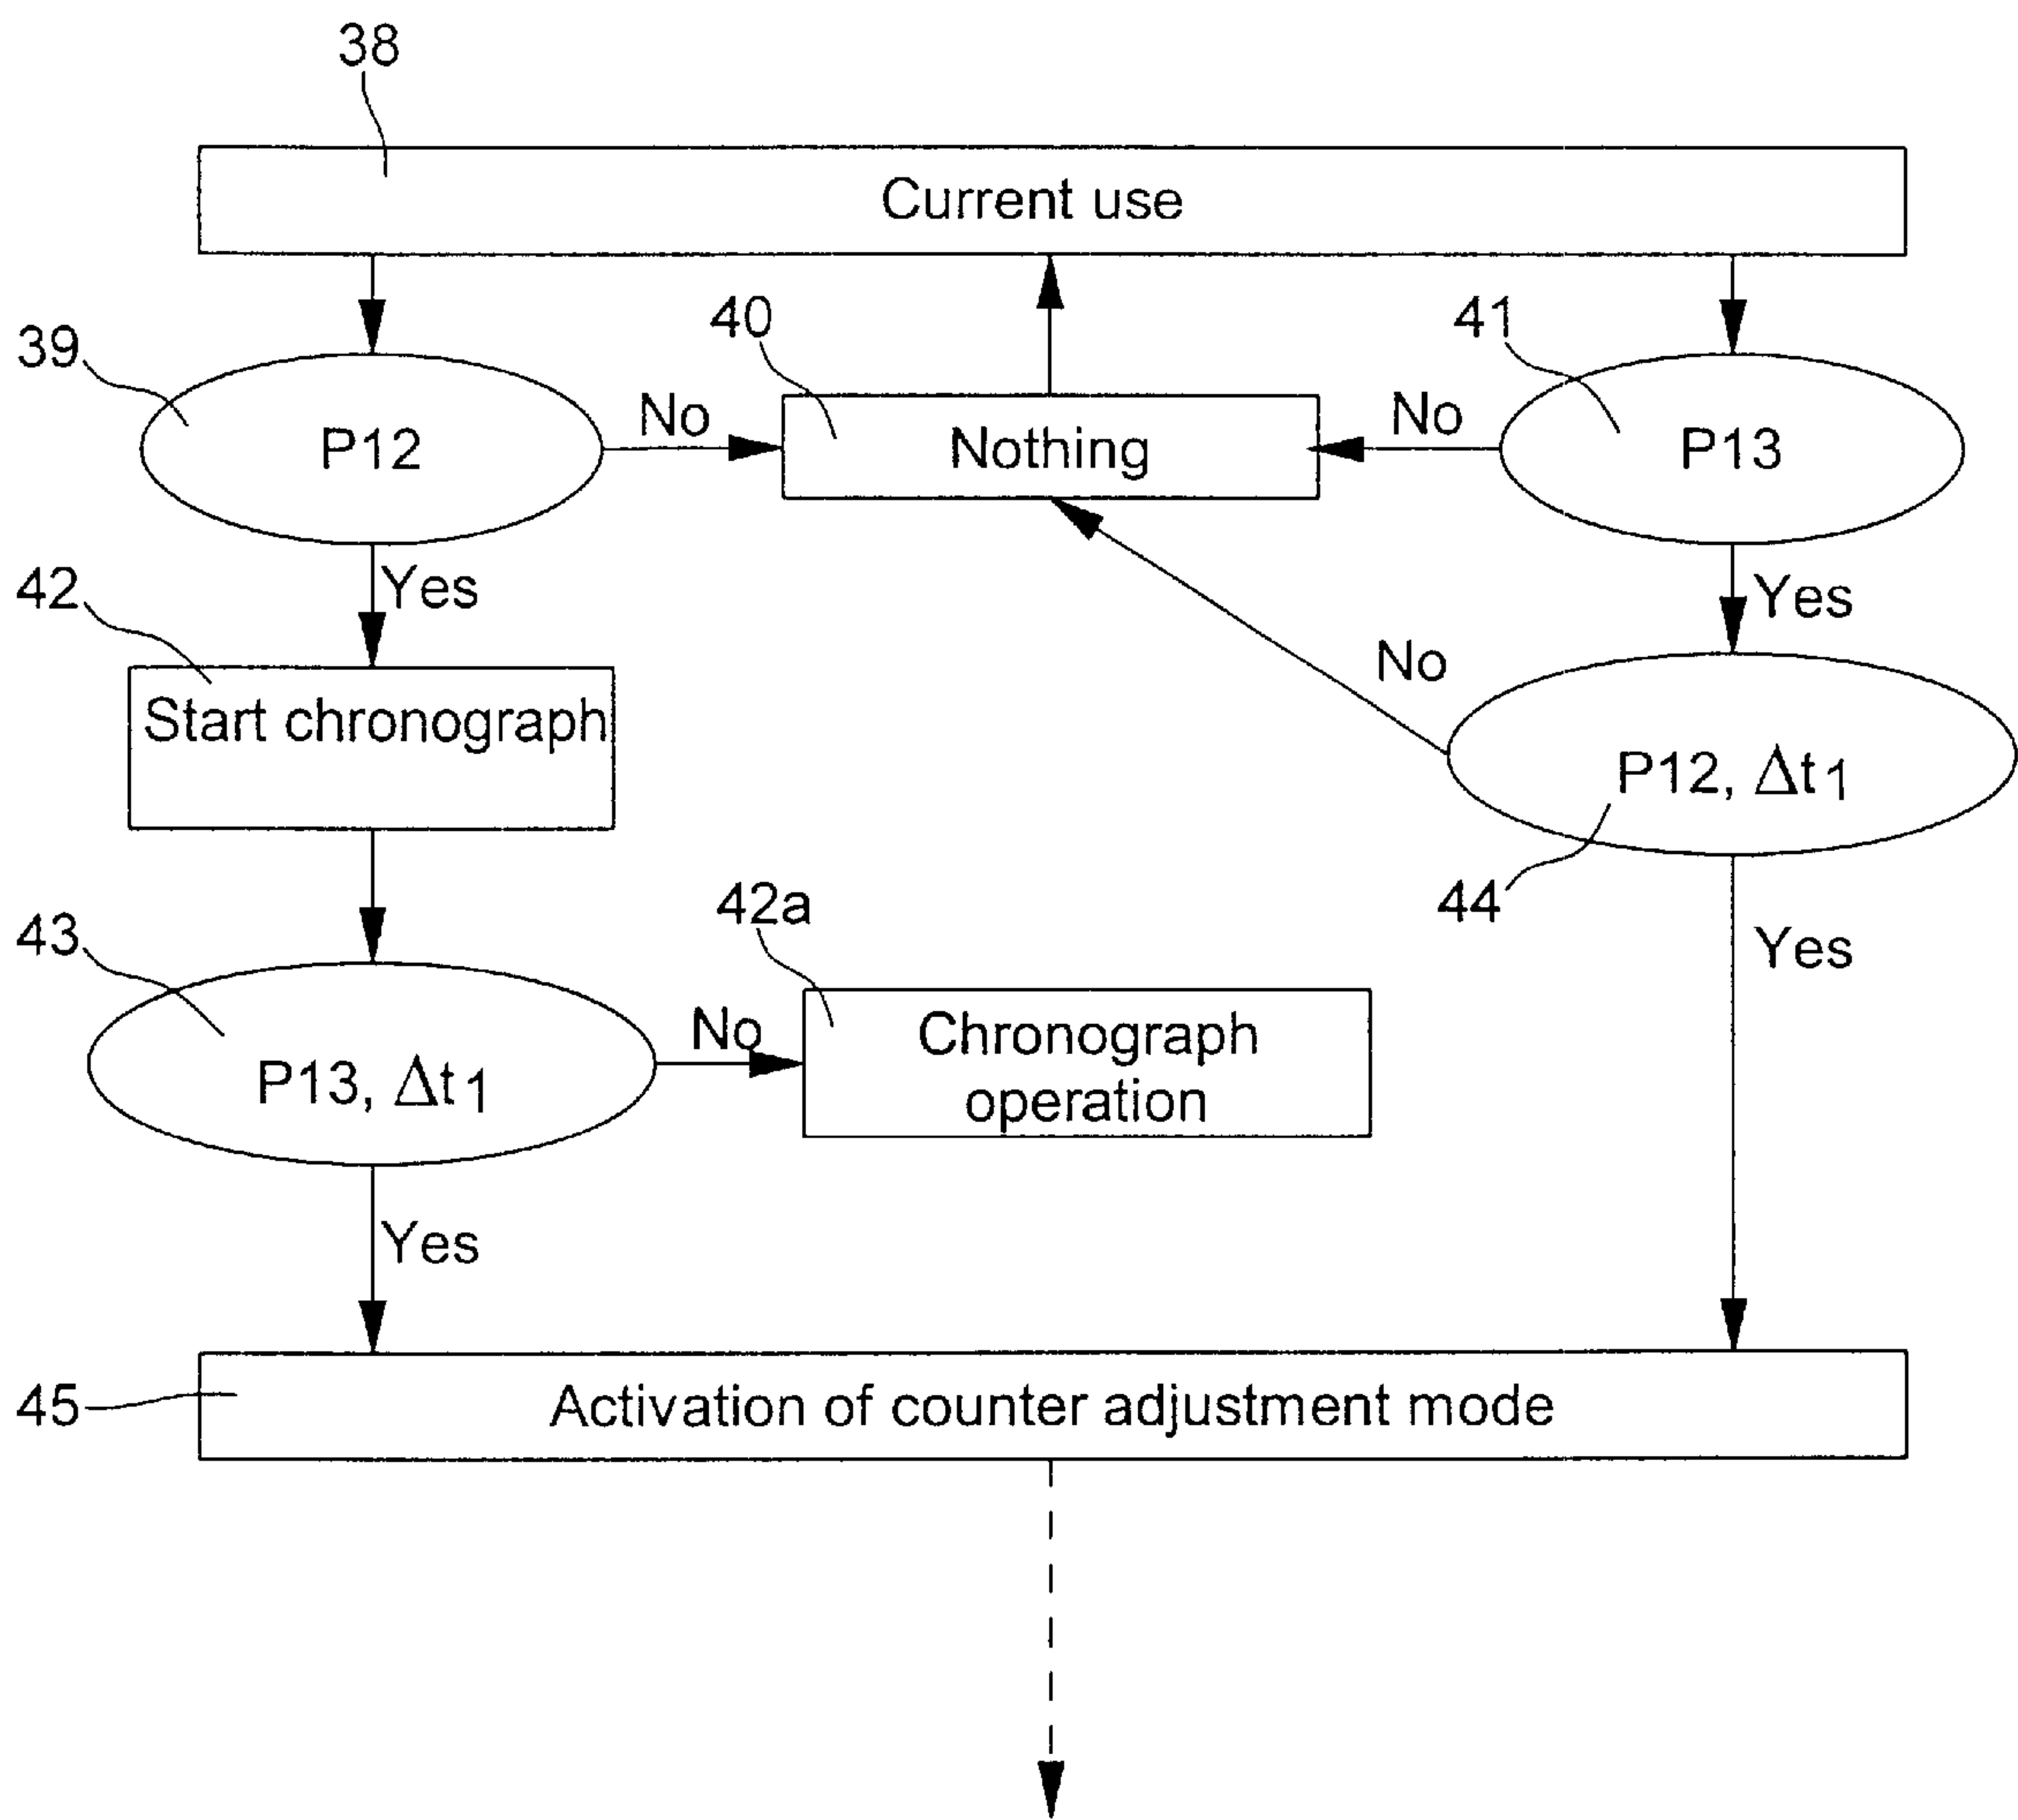 38
Current use
39
40
41
P12
No
Nothing
No
P13
42
Yes
Yes
Start chronograph
No
P12, Δt1
44
43
42a
Yes
P13, Δt1
No
Chronograph
operation
Yes
45
Activation of counter adjustment mode